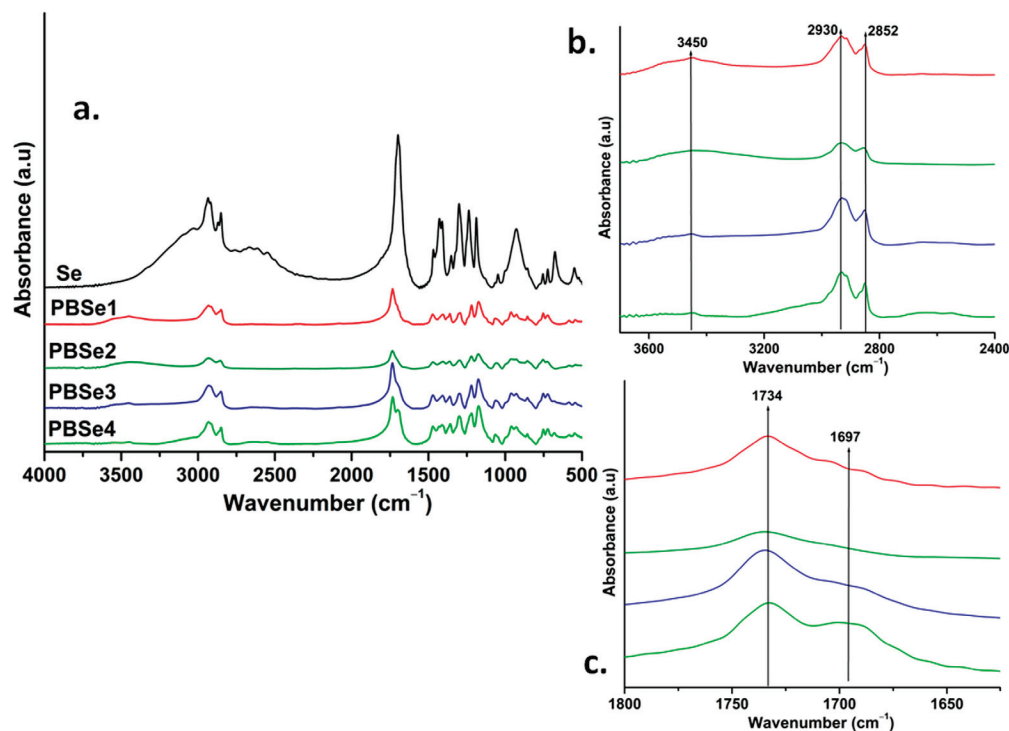 a.
Absorbance (a.u)
Se
PBSe1
PBSe2
PBSe3
PBSe4
4000 3500 3000 2500 2000 1500 1000 500
Wavenumber (cm⁻¹)
b.
3450
2930
2852
Absorbance (a.u)
3600 3200 2800 2400
Wavenumber (cm⁻¹)
1734
1697
Absorbance (a.u)
c.
1800 1750 1700 1650
Wavenumber (cm⁻¹)